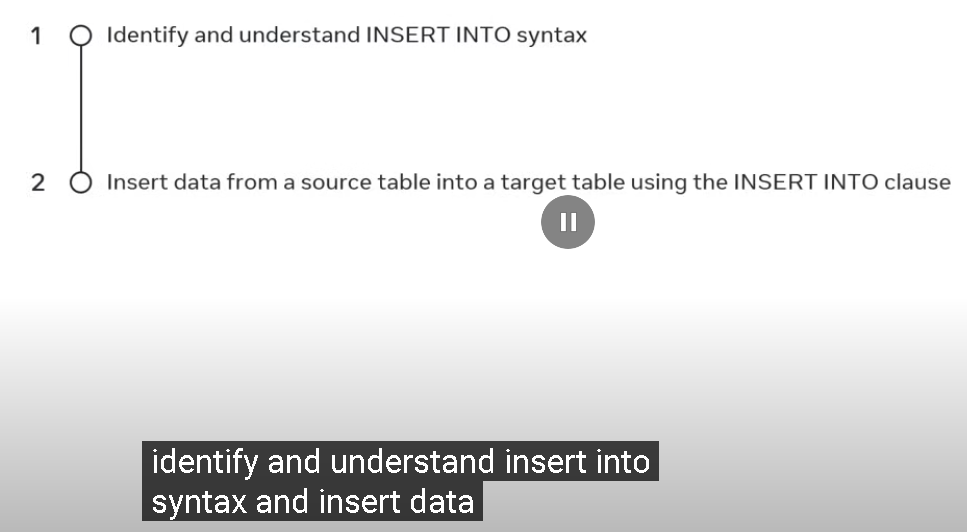 1 Identify and understand INSERT INTO syntax
2 Insert data from a source table into a target table using the INSERT INTO clause
identify and understand insert into
syntax and insert data